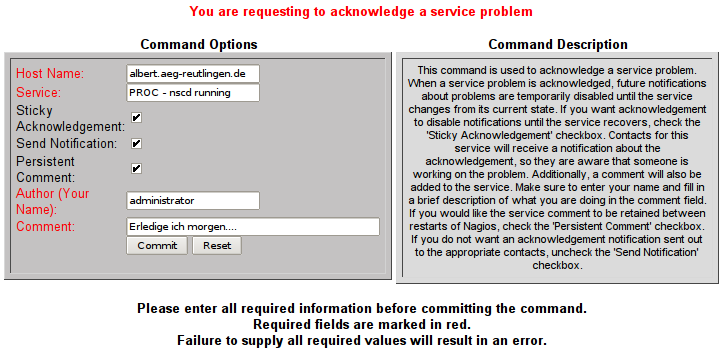 You are requesting to acknowledge a service problem
Command Options
Host Name: albert.aeg-reutlingen.de
Service: PROC - nscd running
Sticky
Acknowledgement:
Send Notification:
Persistent
Comment:
Author (Your
Name): administrator
Comment: Erledige ich morgen....
Commit Reset
Command Description
This command is used to acknowledge a service problem.
When a service problem is acknowledged, future notifications
about problems are temporarily disabled until the service
changes from its current state. If you want acknowledgement
to disable notifications until the service recovers, check the
'Sticky Acknowledgement' checkbox. Contacts for this
service will receive a notification about the
acknowledgement, so they are aware that someone is
working on the problem. Additionally, a comment will also be
added to the service. Make sure to enter your name and fill in
a brief description of what you are doing in the comment field.
If you would like the service comment to be retained between
restarts of Nagios, check the 'Persistent Comment' checkbox.
If you do not want an acknowledgement notification sent out
to the appropriate contacts, uncheck the 'Send Notification'
checkbox.
Please enter all required information before committing the command.
Required fields are marked in red.
Failure to supply all required values will result in an error.